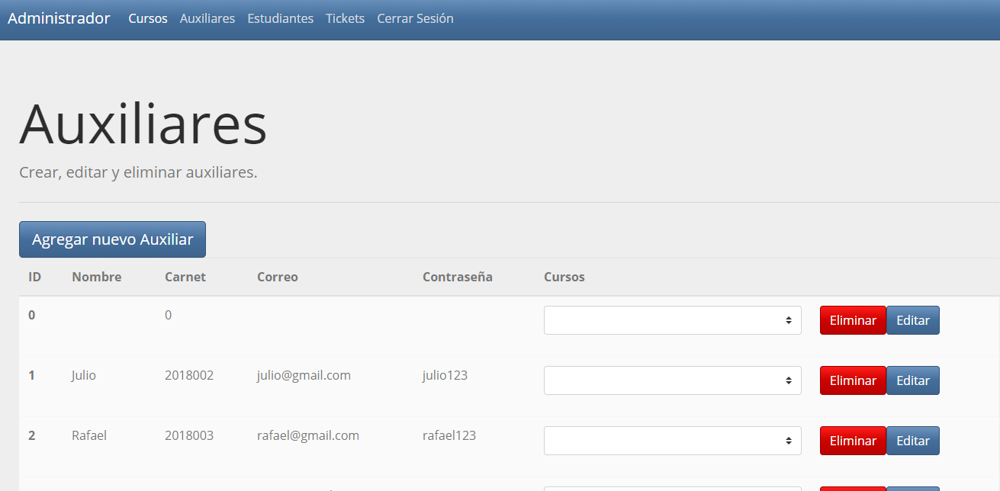 Administrador Cursos Auxiliares Estudiantes Tickets Cerrar Sesión
Auxiliares
Crear, editar y eliminar auxiliares.
Agregar nuevo Auxiliar
ID Nombre Carnet Correo Contraseña Cursos
0 0 Eliminar Editar
1 Julio 2018002 julio@gmail.com julio123 Eliminar Editar
2 Rafael 2018003 rafael@gmail.com rafael123 Eliminar Editar